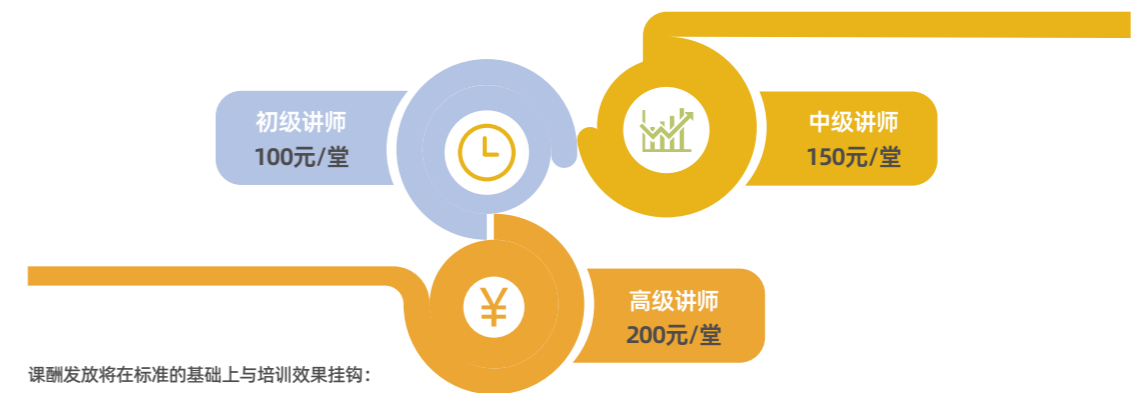 初级讲师
100元/堂
中级讲师
150元/堂
¥
高级讲师
200元/堂
课酬发放将在标准的基础上与培训效果挂钩：